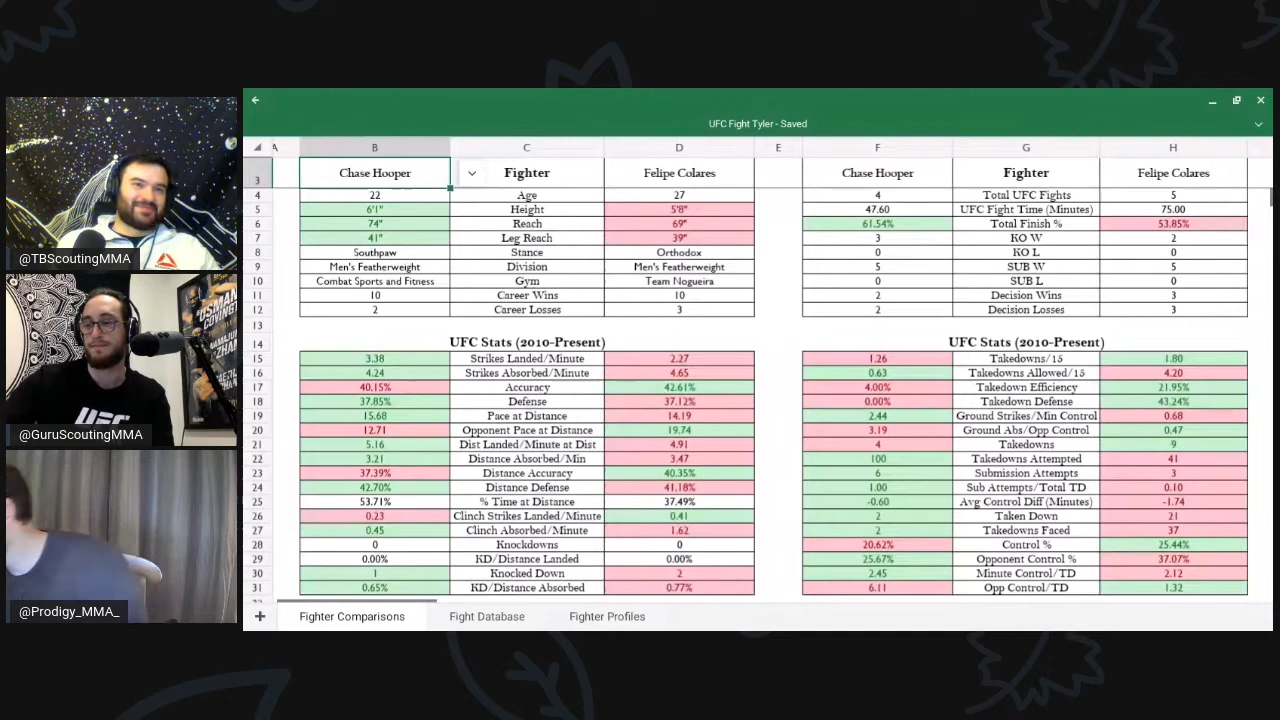 UFC Fight Tyler - Saved
A B C D E F G H
3 Chase Hooper Fighter Felipe Colares Chase Hooper Fighter Felipe Colares
4 22 Age 27 4 Total UFC Fights 5
5 6'1" Height 5'8" 47.60 UFC Fight Time (Minutes) 75.00
6 74" Reach 69" 61.54% Total Finish % 53.85%
7 41" Leg Reach 39" 3 KO W 2
8 Southpaw Stance Orthodox 0 KO L 0
9 Men's Featherweight Division Men's Featherweight 5 SUB W 5
10 Combat Sports and Fitness Gym Team Nogueira 0 SUB L 0
11 10 Career Wins 10 2 Decision Wins 3
12 2 Career Losses 3 2 Decision Losses 3
13
14 UFC Stats (2010-Present) UFC Stats (2010-Present)
15 3.38 Strikes Landed/Minute 2.27 1.26 Takedowns/15 1.80
16 4.24 Strikes Absorbed/Minute 4.65 0.63 Takedowns Allowed/15 4.20
17 40.15% Accuracy 42.61% 4.00% Takedown Efficiency 21.95%
18 37.85% Defense 37.12% 0.00% Takedown Defense 43.24%
19 15.68 Pace at Distance 14.19 2.44 Ground Strikes/Min Control 0.68
20 12.71 Opponent Pace at Distance 19.74 3.19 Ground Abs/Opp Control 0.47
21 5.16 Dist Landed/Minute at Dist 4.91 4 Takedowns 9
22 3.21 Distance Absorbed/Min 3.47 100 Takedowns Attempted 41
23 37.39% Distance Accuracy 40.35% 6 Submission Attempts 3
24 42.70% Distance Defense 41.18% 1.00 Sub Attempts/Total TD 0.10
25 53.71% % Time at Distance 37.49% -0.60 Avg Control Diff (Minutes) -1.74
26 0.23 Clinch Strikes Landed/Minute 0.41 2 Taken Down 21
27 0.45 Clinch Absorbed/Minute 1.62 2 Takedowns Faced 37
28 0 Knockdowns 0 20.62% Control % 25.44%
29 0.00% KD/Distance Landed 0.00% 25.67% Opponent Control % 37.07%
30 1 Knocked Down 2 2.45 Minute Control/TD 2.12
31 0.65% KD/Distance Absorbed 0.77% 6.11 Opp Control/TD 1.32
Fighter Comparisons Fight Database Fighter Profiles
@TBScoutingMMA
USMAN
COVINGTON
UFC
@GuruScoutingMMA
@Prodigy_MMA_